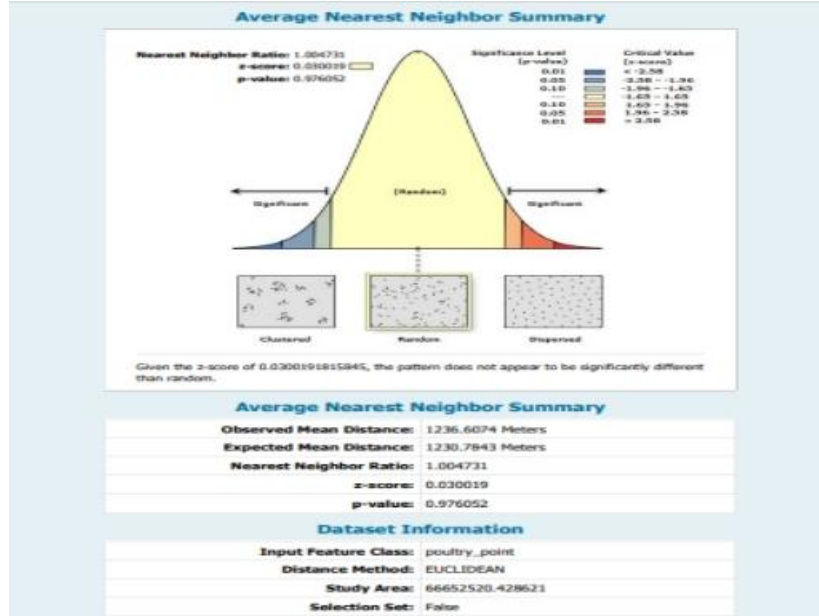 Average Nearest Neighbor Summary
Nearest Neighbor Ratio: 1.004731
z-score: 0.030019
p-value: 0.976052
Significance Level (p-value)
Critical Value (z-score)
0.01 < -2.58
0.05 -2.58 - -1.96
0.10 -1.96 - -1.65
--- -1.65 - 1.65
0.10 1.65 - 1.96
0.05 1.96 - 2.58
0.01 > 2.58
(Random)
Significant
Significant
Clustered
Random
Dispersed
Given the z-score of 0.0300191815845, the pattern does not appear to be significantly different
than random.
Average Nearest Neighbor Summary
Observed Mean Distance: 1236.6074 Meters
Expected Mean Distance: 1230.7843 Meters
Nearest Neighbor Ratio: 1.004731
z-score: 0.030019
p-value: 0.976052
Dataset Information
Input Feature Class: poultry_point
Distance Method: EUCLIDEAN
Study Area: 66652520.428621
Selection Set: False